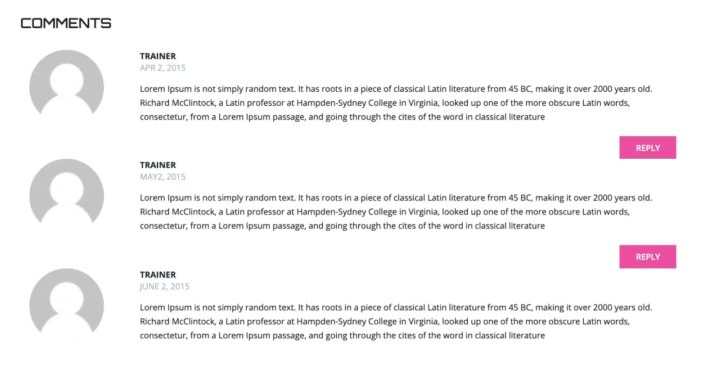 COMMENTS
TRAINER
APR 2, 2015
Lorem Ipsum is not simply random text. It has roots in a piece of classical Latin literature from 45 BC, making it over 2000 years old.
Richard McClintock, a Latin professor at Hampden-Sydney College in Virginia, looked up one of the more obscure Latin words,
consectetur, from a Lorem Ipsum passage, and going through the cites of the word in classical literature
REPLY
TRAINER
MAY2, 2015
Lorem Ipsum is not simply random text. It has roots in a piece of classical Latin literature from 45 BC, making it over 2000 years old.
Richard McClintock, a Latin professor at Hampden-Sydney College in Virginia, looked up one of the more obscure Latin words,
consectetur, from a Lorem Ipsum passage, and going through the cites of the word in classical literature
REPLY
TRAINER
JUNE 2, 2015
Lorem Ipsum is not simply random text. It has roots in a piece of classical Latin literature from 45 BC, making it over 2000 years old.
Richard McClintock, a Latin professor at Hampden-Sydney College in Virginia, looked up one of the more obscure Latin words,
consectetur, from a Lorem Ipsum passage, and going through the cites of the word in classical literature